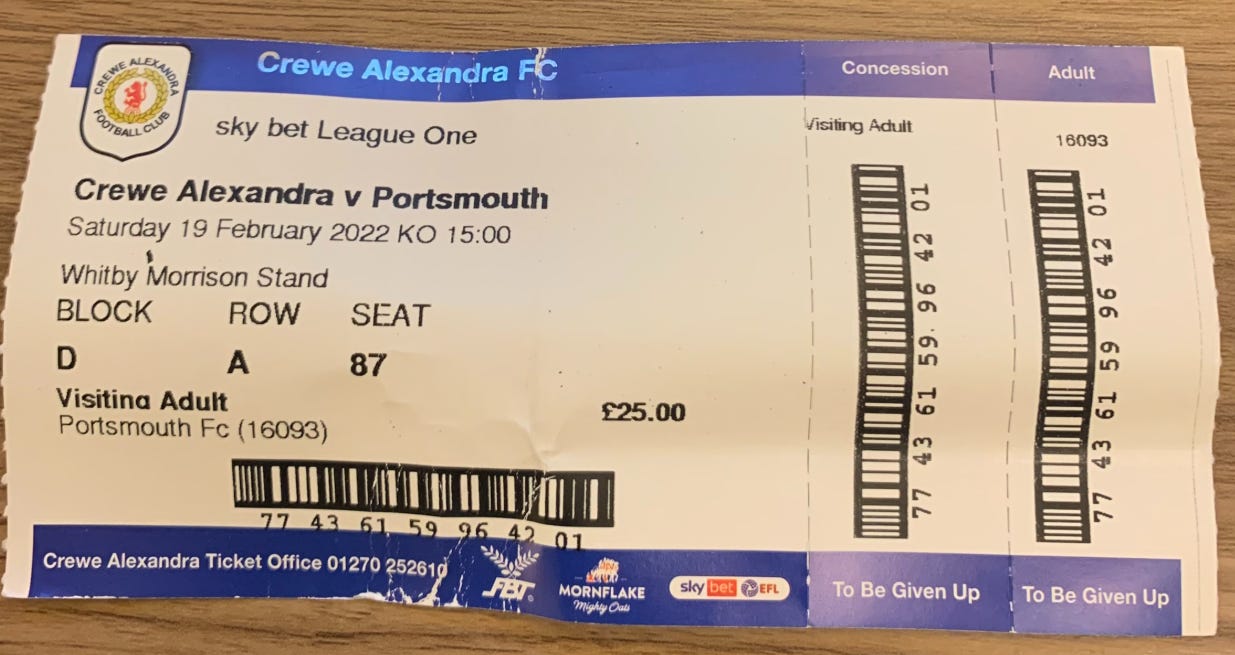 CREWE ALEXANDRA
FOOTBALL CLUB
Crewe Alexandra FC
sky bet League One
Crewe Alexandra v Portsmouth
Saturday 19 February 2022 KO 15:00
Whitby Morrison Stand
BLOCK ROW SEAT
D A 87
Visiting Adult £25.00
Portsmouth Fc (16093)
77 43 61 59 96 42 01
Crewe Alexandra Ticket Office 01270 252610
FBT
MORNFLAKE
Mighty Oats
sky bet EFL
Concession
Visiting Adult
77 43 61 59. 96 42 01
To Be Given Up
Adult
16093
77 43 61 59 96 42 01
To Be Given Up